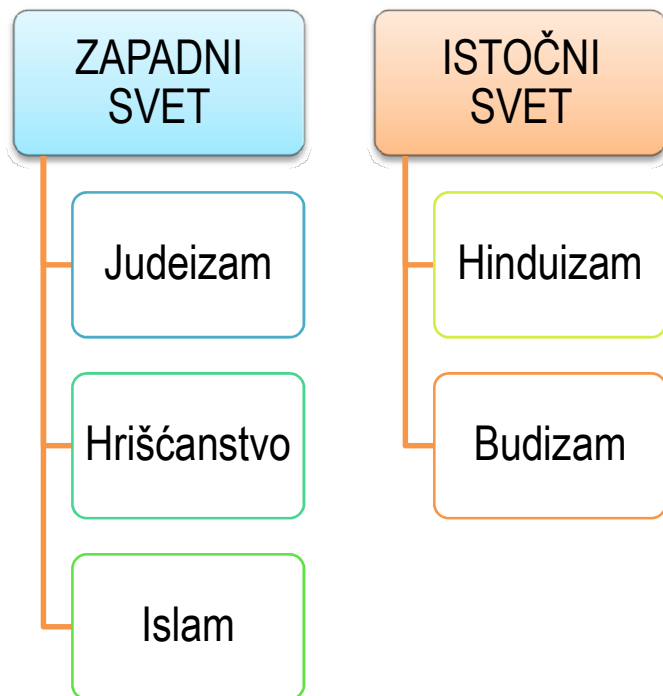 ZAPADNI
SVET
Judeizam
Hrišćanstvo
Islam
ISTOČNI
SVET
Hinduizam
Budizam